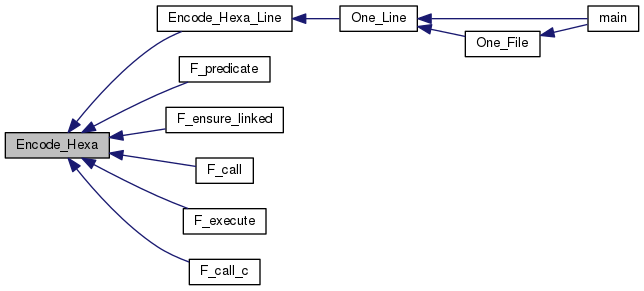 Encode_Hexa_Line
One_Line
main
One_File
F_predicate
F_ensure_linked
Encode_Hexa
F_call
F_execute
F_call_c